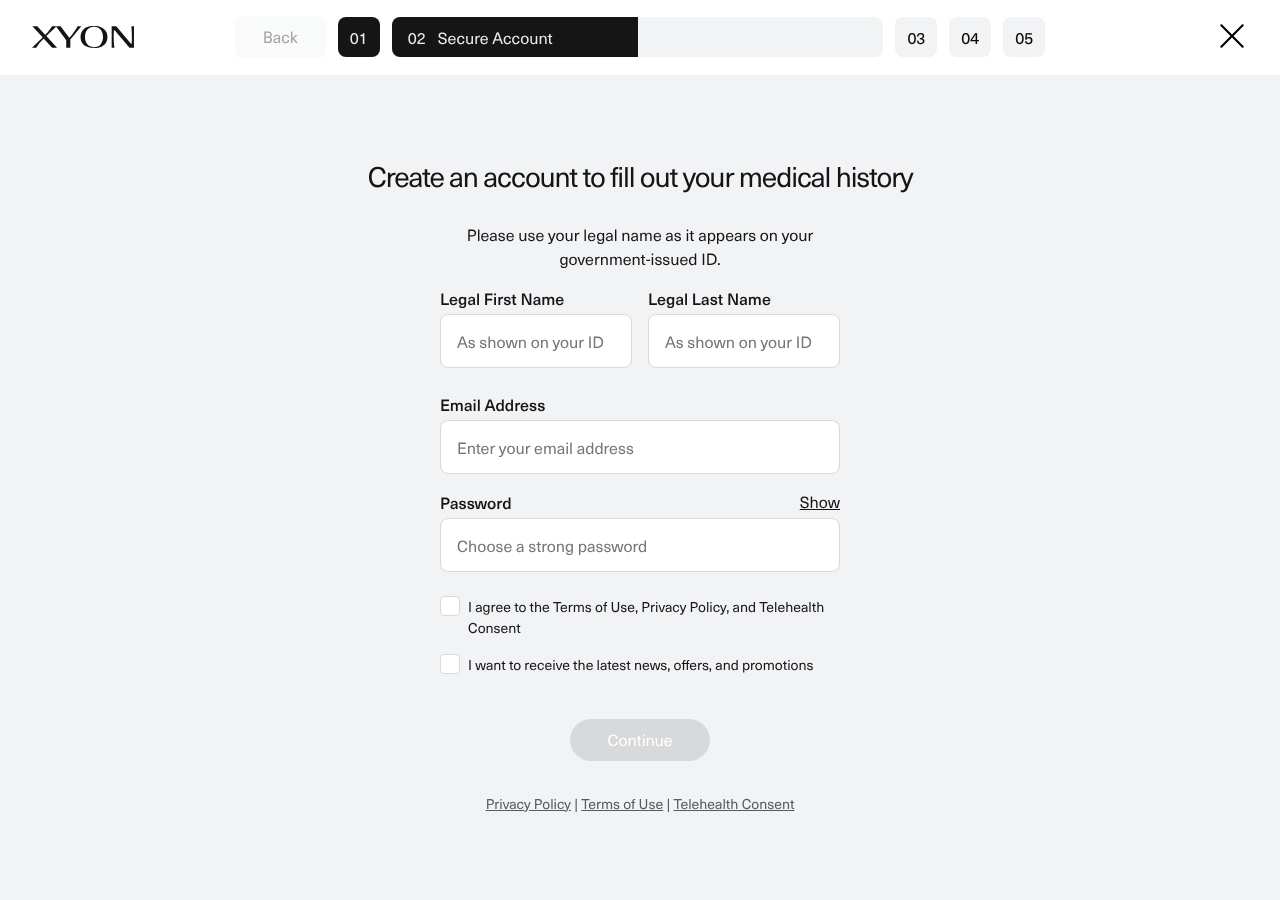 XYON
Back
01
02 Secure Account
03
04
05
Create an account to fill out your medical history
Please use your legal name as it appears on your
government-issued ID.
Legal First Name
Legal Last Name
As shown on your ID
As shown on your ID
Email Address
Enter your email address
Password
Show
Choose a strong password
I agree to the Terms of Use, Privacy Policy, and Telehealth
Consent
I want to receive the latest news, offers, and promotions
Continue
Privacy Policy | Terms of Use | Telehealth Consent